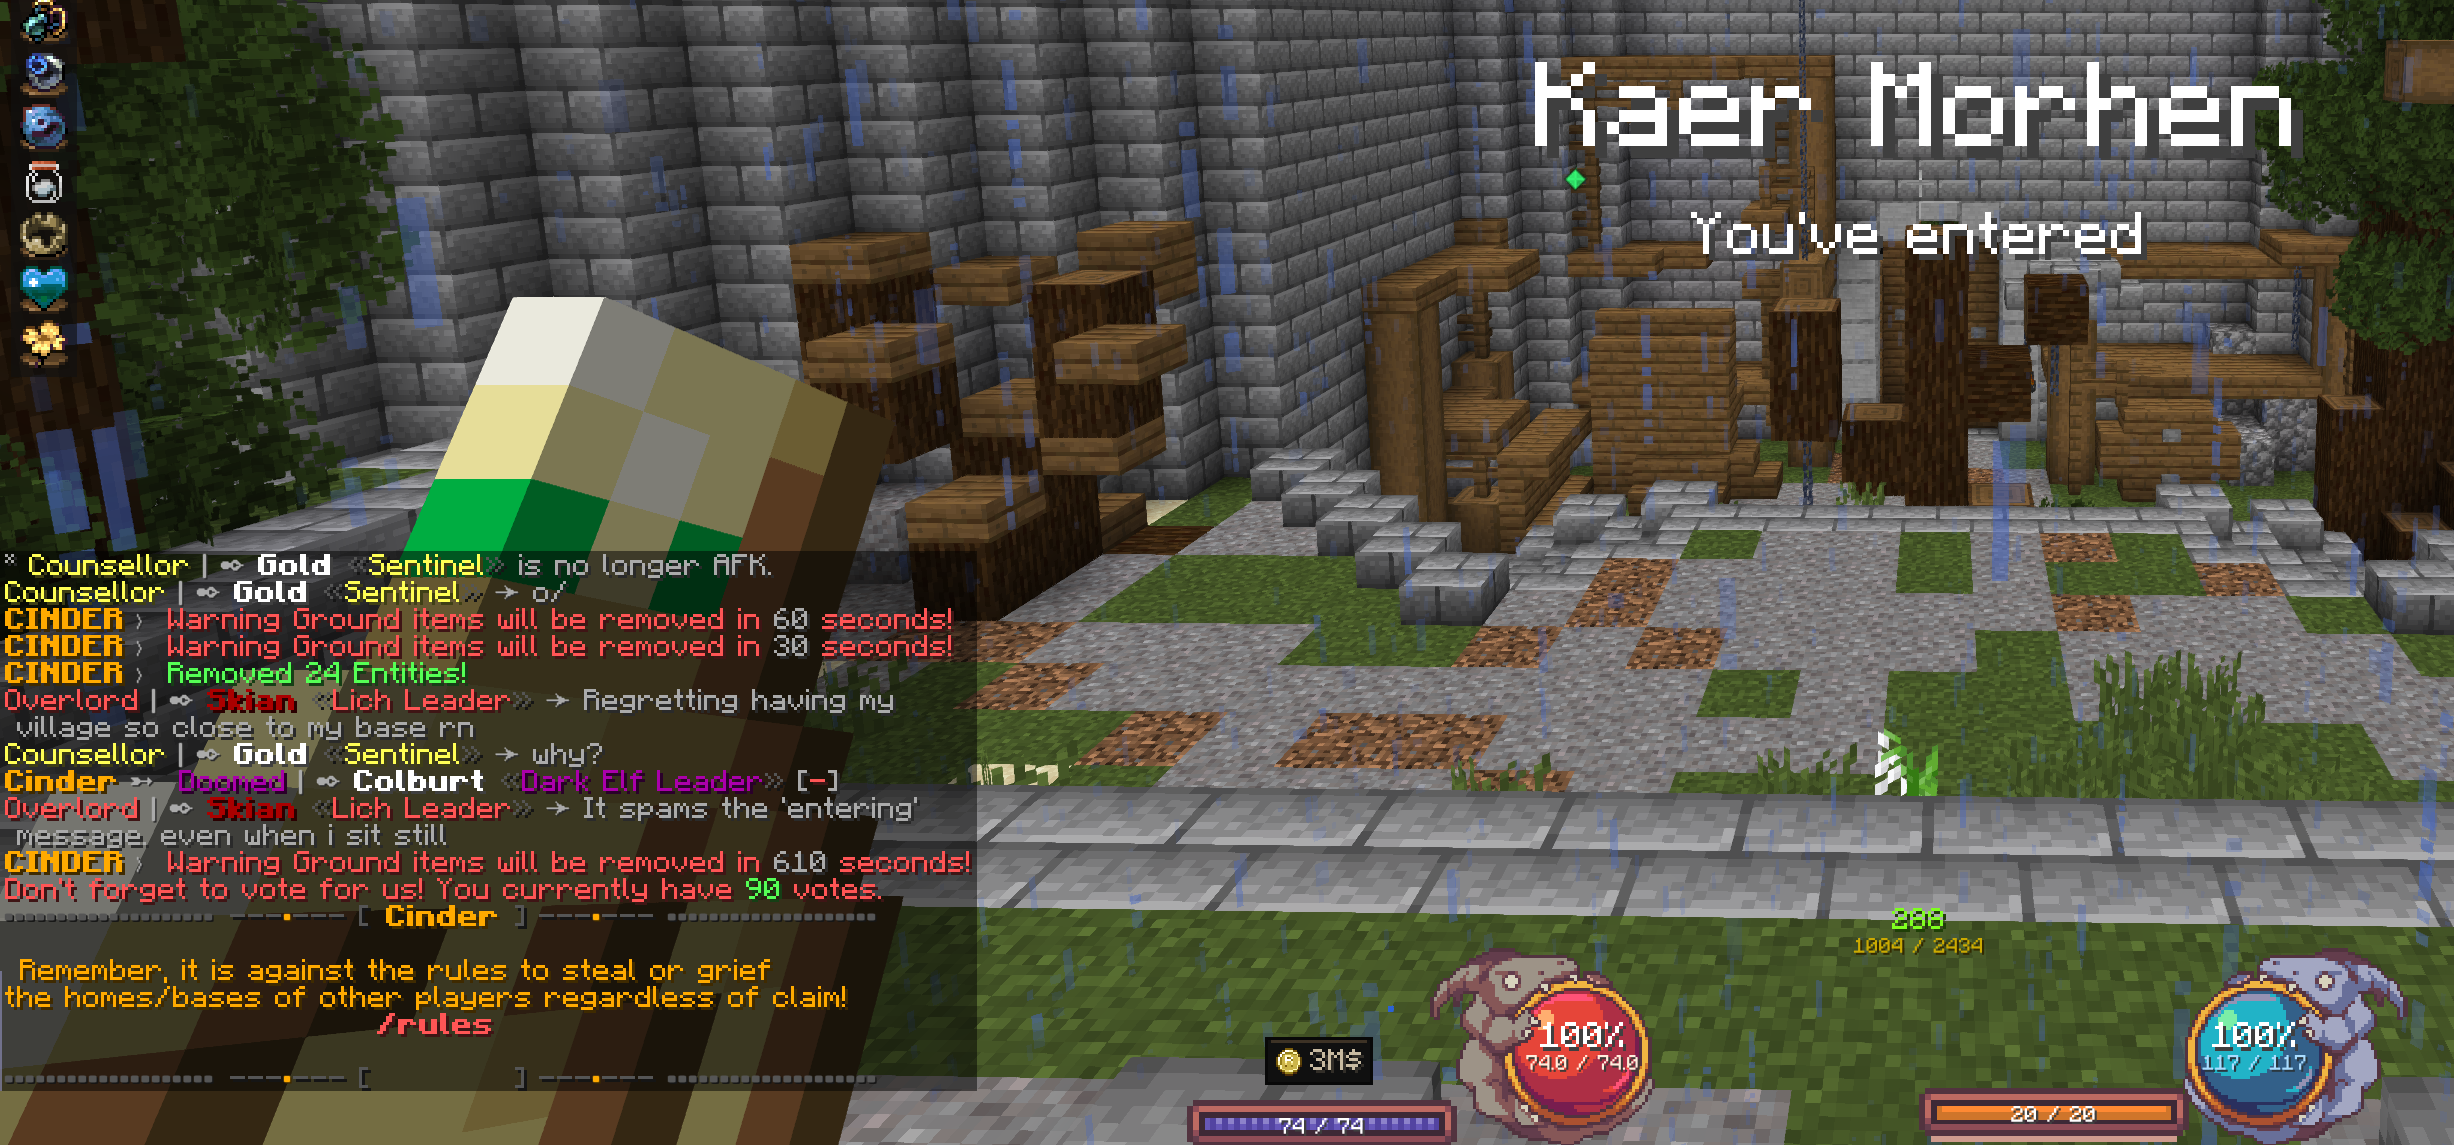 Kaer Morhen
You've entered
* Counsellor | Gold «Sentinel» is no longer AFK.
Counsellor | Gold «Sentinel» → o/
CINDER › Warning Ground items will be removed in 60 seconds!
CINDER › Warning Ground items will be removed in 30 seconds!
CINDER › Removed 24 Entities!
Overlord | Skian «Lich Leader» → Regretting having my
village so close to my base rn
Counsellor | Gold «Sentinel» → why?
Cinder ➳ Doomed | Colburt «Dark Elf Leader» [-]
Overlord | Skian «Lich Leader» → It spams the 'entering'
message even when i sit still
CINDER › Warning Ground items will be removed in 610 seconds!
Don't forget to vote for us! You currently have 90 votes.
[ Cinder ]
Remember, it is against the rules to steal or grief
the homes/bases of other players regardless of claim!
/rules
[ ]
200
1004 / 2434
3M$
100%
74.0 / 74.0
74 / 74
100%
117 / 117
20 / 20